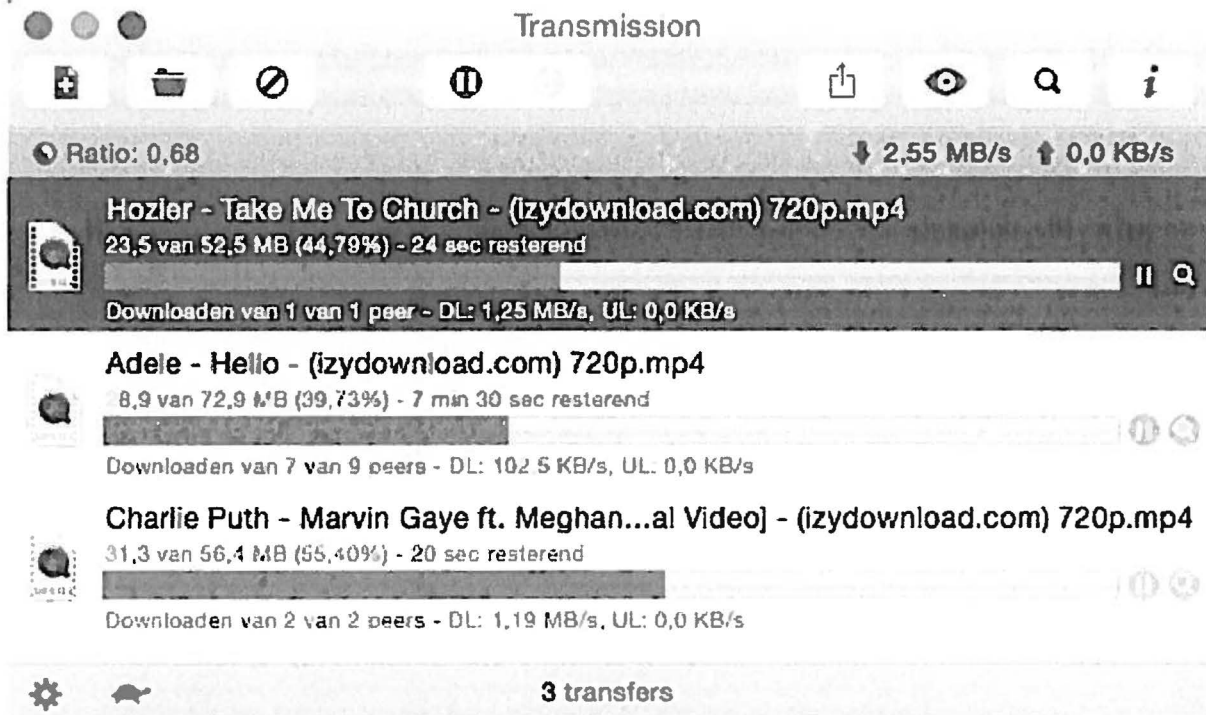 Transmission
Ratio: 0,68
2,55 MB/s 0,0 KB/s
Hozier - Take Me To Church - (izydownload.com) 720p.mp4
23,5 van 52,5 MB (44,79%) - 24 sec resterend
Downloaden van 1 van 1 peer - DL: 1,25 MB/s, UL: 0,0 KB/s
Adele - Hello - (izydownload.com) 720p.mp4
8,9 van 72,9 MB (39,73%) - 7 min 30 sec resterend
Downloaden van 7 van 9 peers - DL: 102,5 KB/s, UL: 0,0 KB/s
Charlie Puth - Marvin Gaye ft. Meghan...al Video] - (izydownload.com) 720p.mp4
31,3 van 56,4 MB (55,40%) - 20 sec resterend
Downloaden van 2 van 2 peers - DL: 1,19 MB/s, UL: 0,0 KB/s
3 transfers